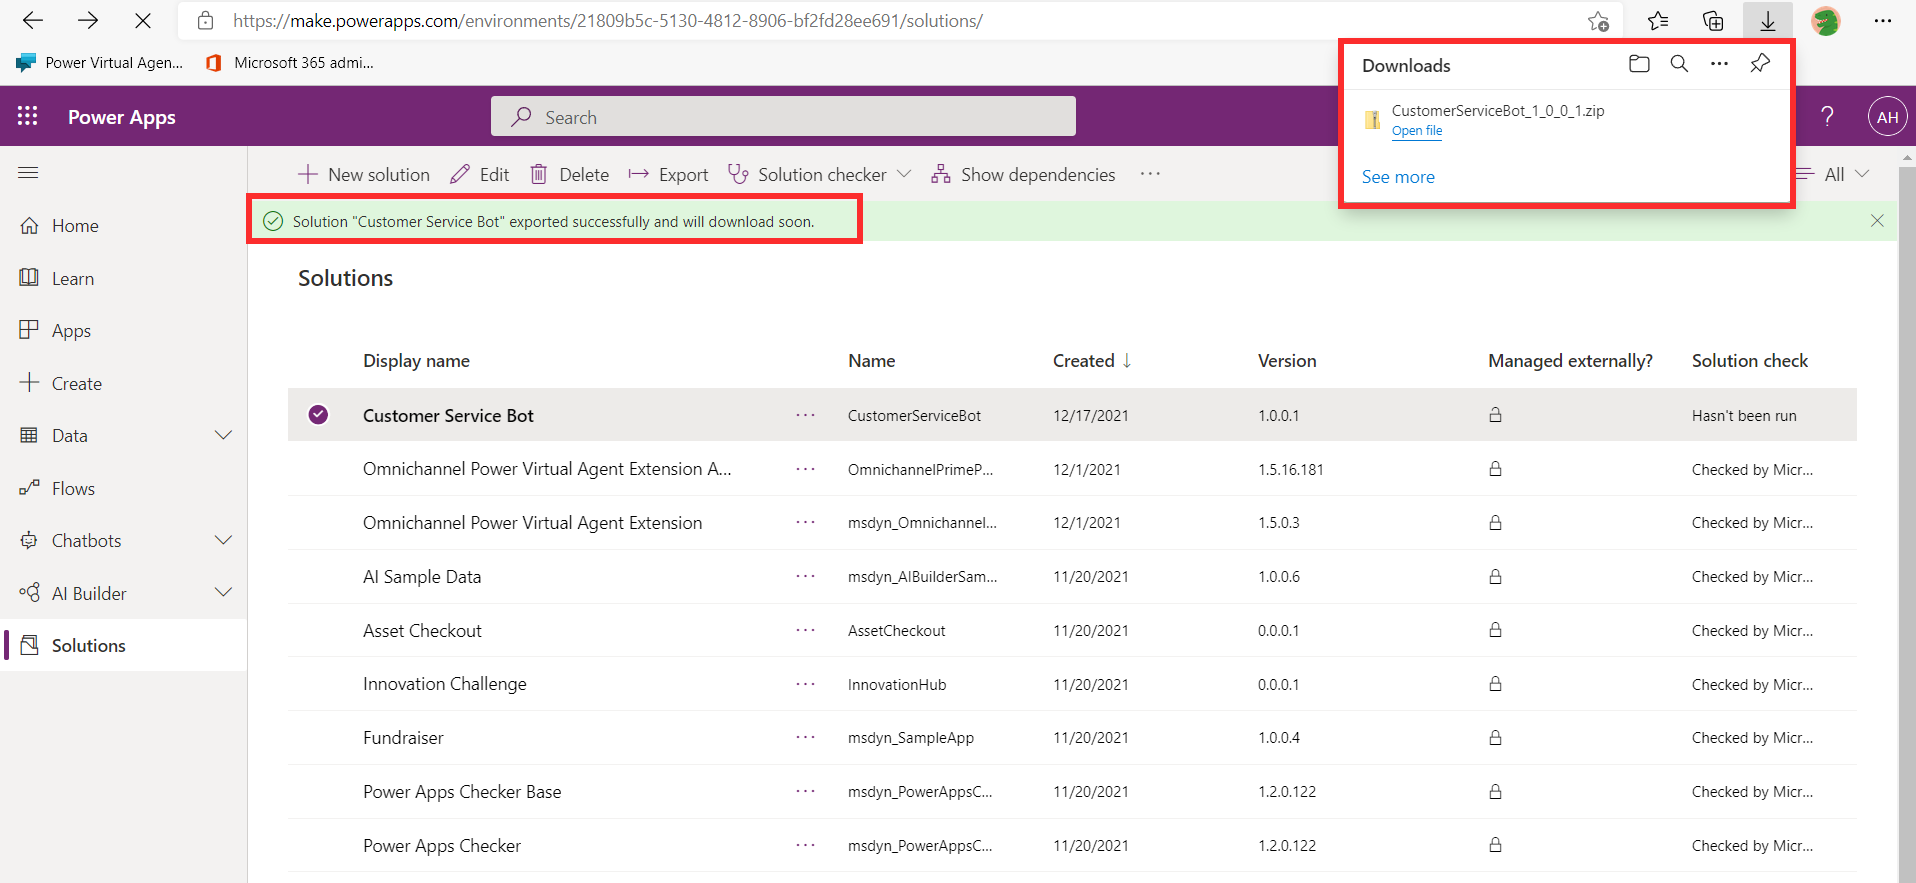 https://make.powerapps.com/environments/21809b5c-5130-4812-8906-bf2fd28ee691/solutions/
Power Virtual Agen... Microsoft 365 admi...
Downloads
CustomerServiceBot_1_0_0_1.zip
Open file
See more
Power Apps Search ? AH
New solution Edit Delete Export Solution checker Show dependencies ... All
Solution "Customer Service Bot" exported successfully and will download soon.
Home
Learn
Apps
Create
Data
Flows
Chatbots
AI Builder
Solutions
Solutions
Display name Name Created ↓ Version Managed externally? Solution check
Customer Service Bot ... CustomerServiceBot 12/17/2021 1.0.0.1 Hasn't been run
Omnichannel Power Virtual Agent Extension A... ... OmnichannelPrimeP... 12/1/2021 1.5.16.181 Checked by Micr...
Omnichannel Power Virtual Agent Extension ... msdyn_Omnichannel... 12/1/2021 1.5.0.3 Checked by Micr...
AI Sample Data ... msdyn_AIBuilderSam... 11/20/2021 1.0.0.6 Checked by Micr...
Asset Checkout ... AssetCheckout 11/20/2021 0.0.0.1 Checked by Micr...
Innovation Challenge ... InnovationHub 11/20/2021 0.0.0.1 Checked by Micr...
Fundraiser ... msdyn_SampleApp 11/20/2021 1.0.0.4 Checked by Micr...
Power Apps Checker Base ... msdyn_PowerAppsC... 11/20/2021 1.2.0.122 Checked by Micr...
Power Apps Checker ... msdyn_PowerAppsC... 11/20/2021 1.2.0.122 Checked by Micr...